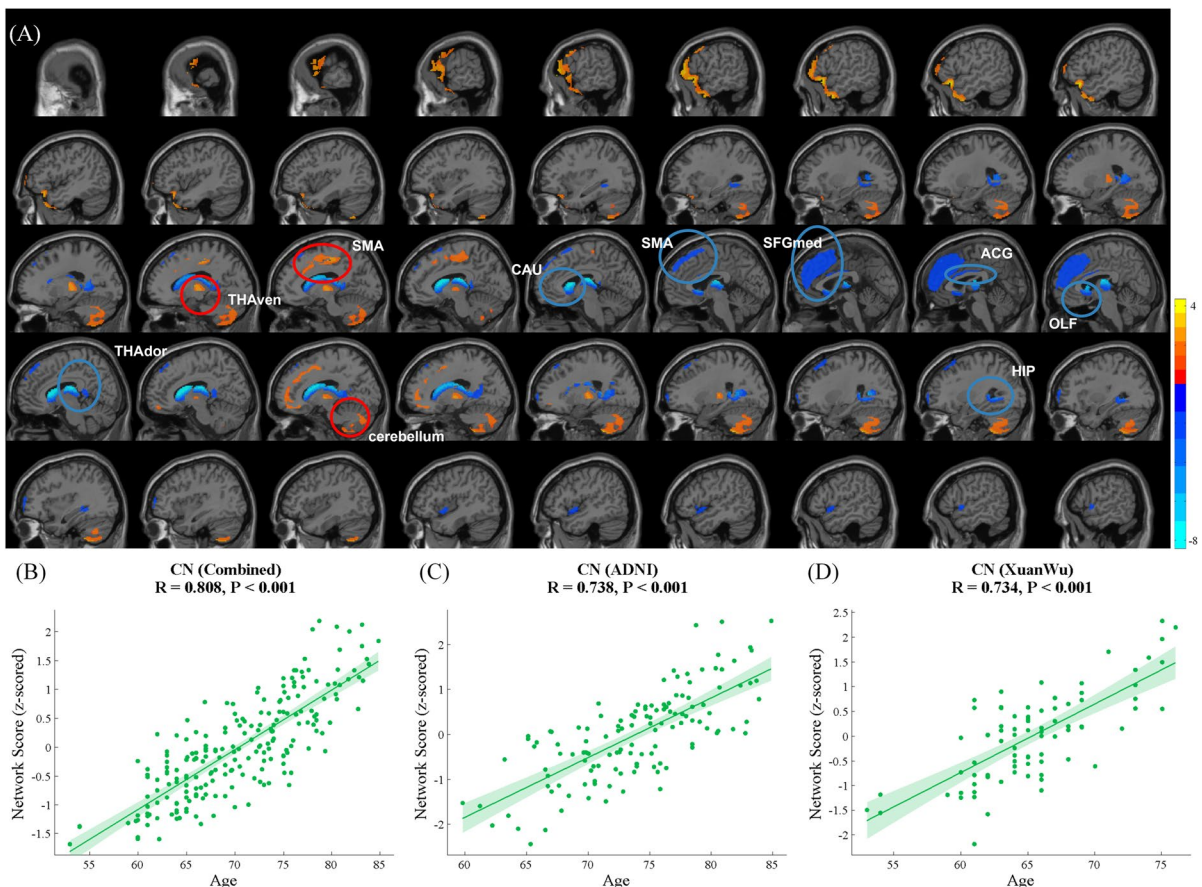 (A)
SMA
THAven
CAU
SMA
SFGmed
ACG
OLF
4
-8
THAdor
cerebellum
HIP
(B)
CN (Combined)
R = 0.808, P < 0.001
Network Score (z-scored)
2
1.5
1
0.5
0
-0.5
-1
-1.5
55 60 65 70 75 80 85
Age
(C)
CN (ADNI)
R = 0.738, P < 0.001
Network Score (z-scored)
2
1
0
-1
-2
60 65 70 75 80 85
Age
(D)
CN (XuanWu)
R = 0.734, P < 0.001
Network Score (z-scored)
2.5
2
1.5
1
0.5
0
-0.5
-1
-1.5
-2
55 60 65 70 75
Age